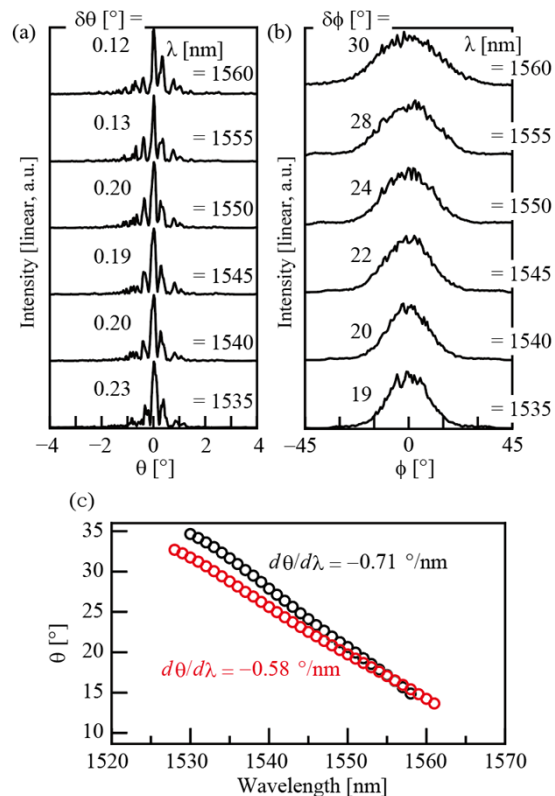 (a) δθ [°] =
λ [nm]
0.12
= 1560
0.13
= 1555
0.20
= 1550
0.19
= 1545
0.20
= 1540
0.23
= 1535
Intensity [linear, a.u.]
−4 −2 0 2 4
θ [°]
(b) δϕ [°] =
λ [nm]
30
= 1560
28
= 1555
24
= 1550
22
= 1545
20
= 1540
19
= 1535
Intensity [linear, a.u.]
-45 0 45
ϕ [°]
(c)
35
30
25
20
15
10
θ [°]
dθ/dλ = −0.71 °/nm
dθ/dλ = −0.58 °/nm
1520 1530 1540 1550 1560 1570
Wavelength [nm]